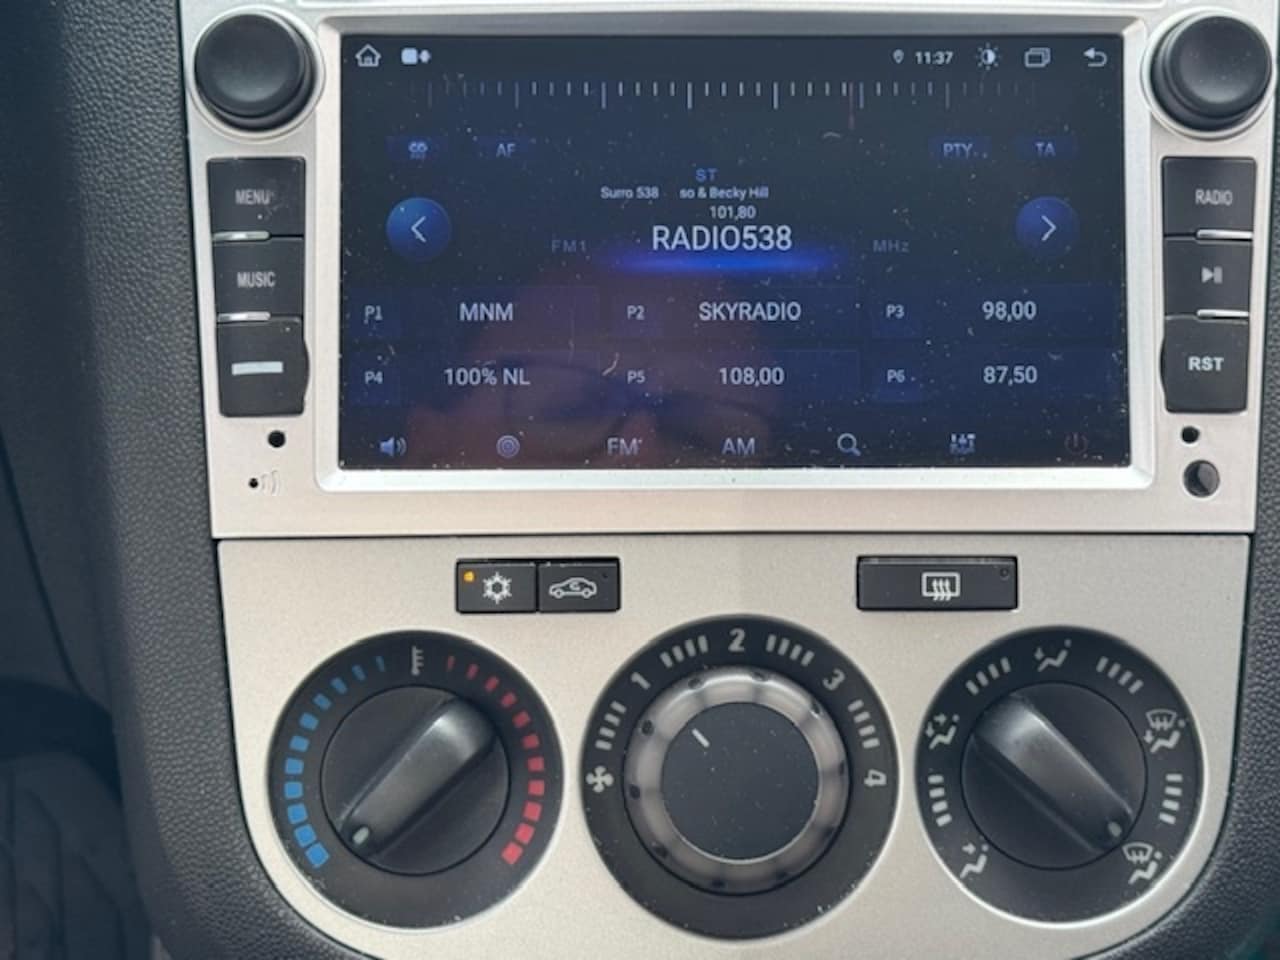 11:37
AF
PTY
TA
MENU
RADIO
ST
Surro 538 so & Becky Hill
101,80
FM1 RADIO538 MHz
MUSIC
P1 MNM P2 SKYRADIO P3 98,00
P4 100% NL P5 108,00 P6 87,50
RST
FM AM
1 2 3 4